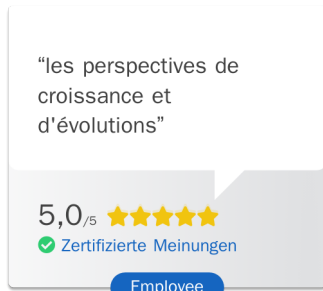 “les perspectives de
croissance et
d'évolutions”
5,0/5
Zertifizierte Meinungen
Employee